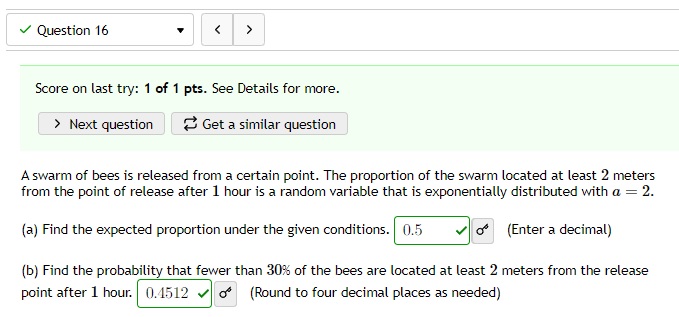 Question 16
Score on last try: 1 of 1 pts. See Details for more.
> Next question Get a similar question
A swarm of bees is released from a certain point. The proportion of the swarm located at least 2 meters
from the point of release after 1 hour is a random variable that is exponentially distributed with a = 2.
(a) Find the expected proportion under the given conditions. 0.5 (Enter a decimal)
(b) Find the probability that fewer than 30% of the bees are located at least 2 meters from the release
point after 1 hour. 0.4512 (Round to four decimal places as needed)